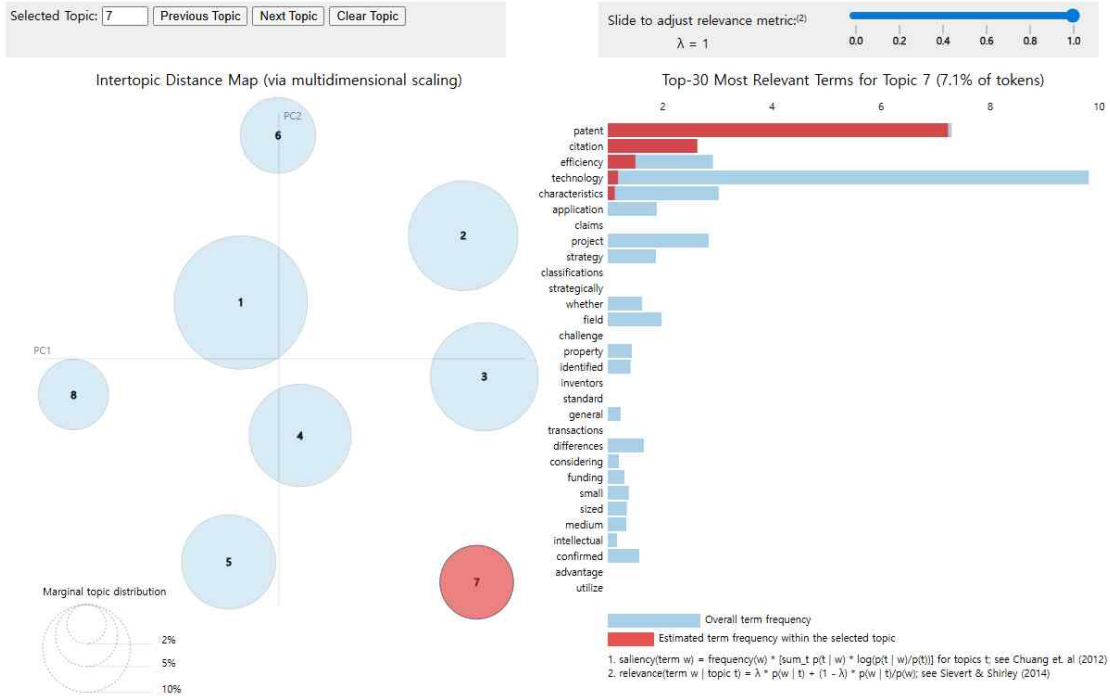 Selected Topic: 7 Previous Topic Next Topic Clear Topic
Slide to adjust relevance metric:(2)
λ = 1
0.0 0.2 0.4 0.6 0.8 1.0
Intertopic Distance Map (via multidimensional scaling)
PC2
PC1
6
2
1
3
8
4
5
7
Marginal topic distribution
2%
5%
10%
Top-30 Most Relevant Terms for Topic 7 (7.1% of tokens)
2 4 6 8 10
patent
citation
efficiency
technology
characteristics
application
claims
project
strategy
classifications
strategically
whether
field
challenge
property
identified
inventors
standard
general
transactions
differences
considering
funding
small
sized
medium
intellectual
confirmed
advantage
utilize
Overall term frequency
Estimated term frequency within the selected topic
1. saliency(term w) = frequency(w) * [sum_t p(t | w) * log(p(t | w)/p(t))] for topics t; see Chuang et. al (2012)
2. relevance(term w | topic t) = λ * p(w | t) + (1 - λ) * p(w | t)/p(w); see Sievert & Shirley (2014)